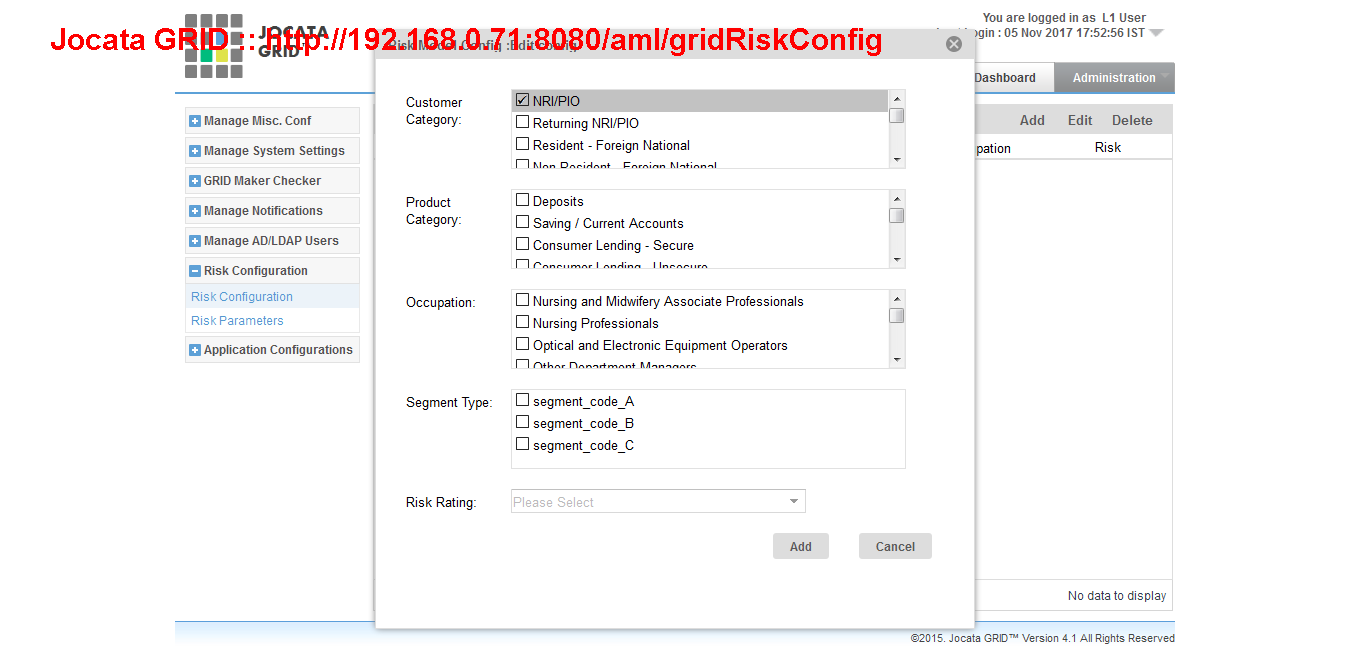 You are logged in as L1 User
Jocata GRID :: http://192.168.0.71:8080/aml/gridRiskConfig
JOCATA
GRID™
Risk Model Config :Edit config
ogin : 05 Nov 2017 17:52:56 IST
Dashboard
Administration
Manage Misc. Conf
Manage System Settings
GRID Maker Checker
Manage Notifications
Manage AD/LDAP Users
Risk Configuration
Risk Configuration
Risk Parameters
Application Configurations
Customer
Category:
NRI/PIO
Returning NRI/PIO
Resident - Foreign National
Non Resident - Foreign National
Product
Category:
Deposits
Saving / Current Accounts
Consumer Lending - Secure
Consumer Lending - Unsecure
Occupation:
Nursing and Midwifery Associate Professionals
Nursing Professionals
Optical and Electronic Equipment Operators
Other Department Managers
Segment Type:
segment_code_A
segment_code_B
segment_code_C
Risk Rating:
Please Select
Add
Cancel
Add Edit Delete
pation
Risk
No data to display
©2015. Jocata GRID™ Version 4.1 All Rights Reserved